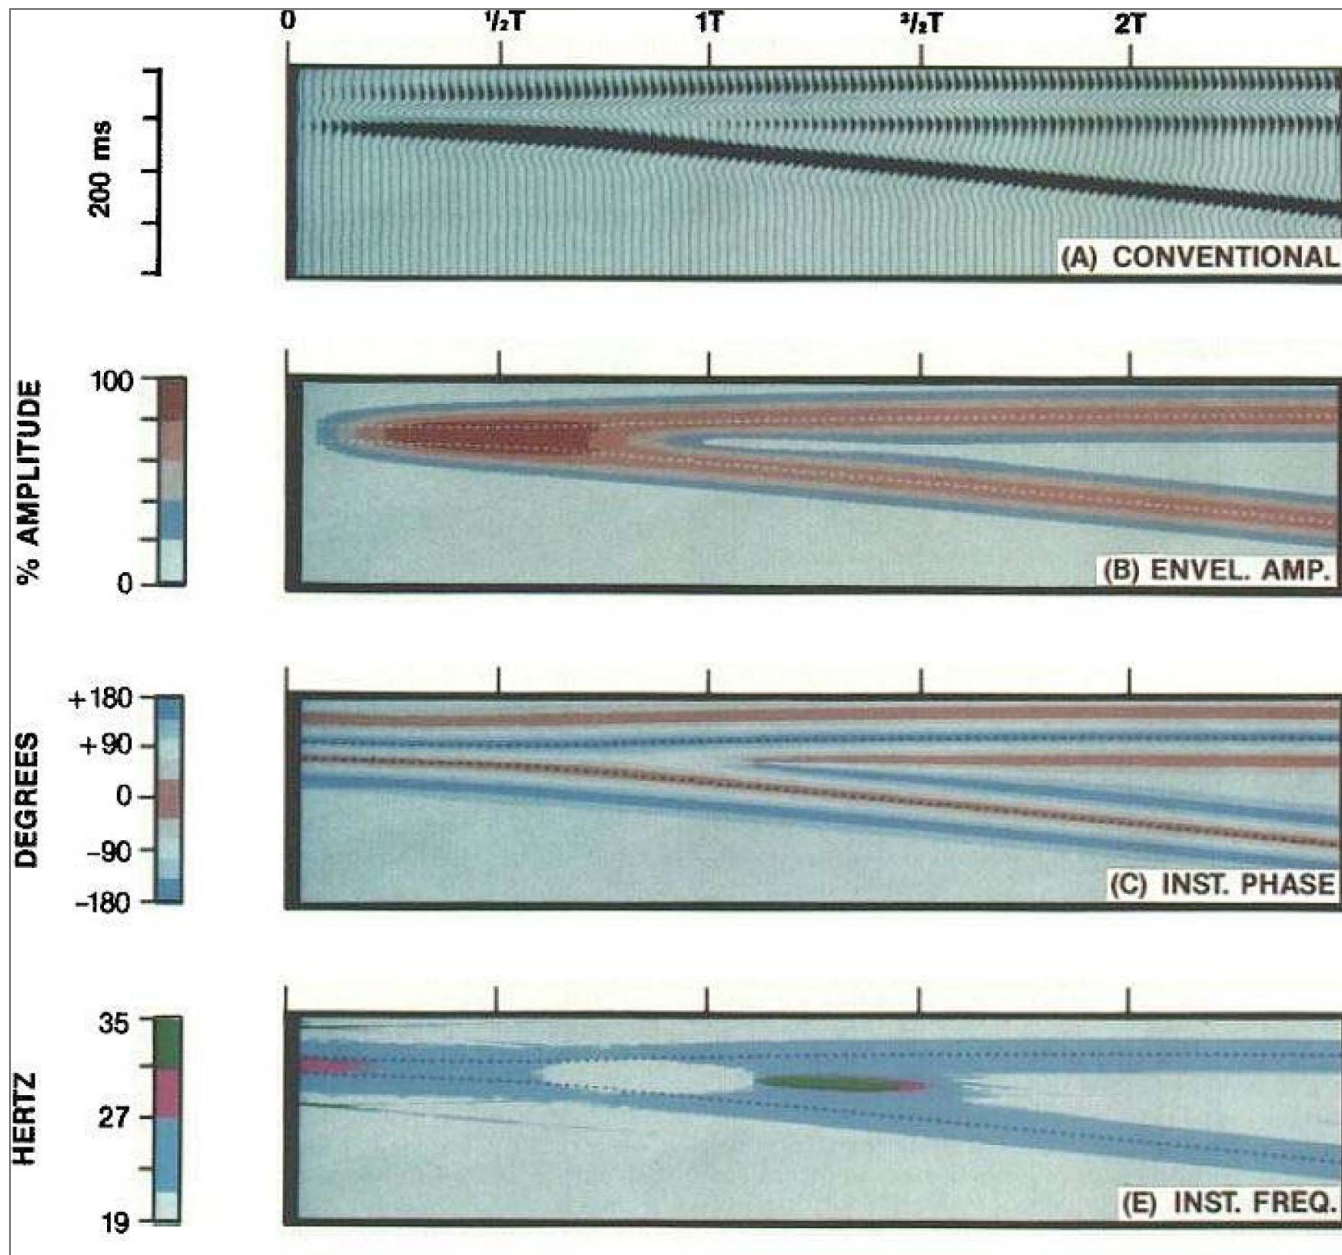 0 ½T 1T ³/₂T 2T
200 ms
(A) CONVENTIONAL
% AMPLITUDE
100
0
(B) ENVEL. AMP.
DEGREES
+180
+90
0
-90
-180
(C) INST. PHASE
HERTZ
35
27
19
(E) INST. FREQ.